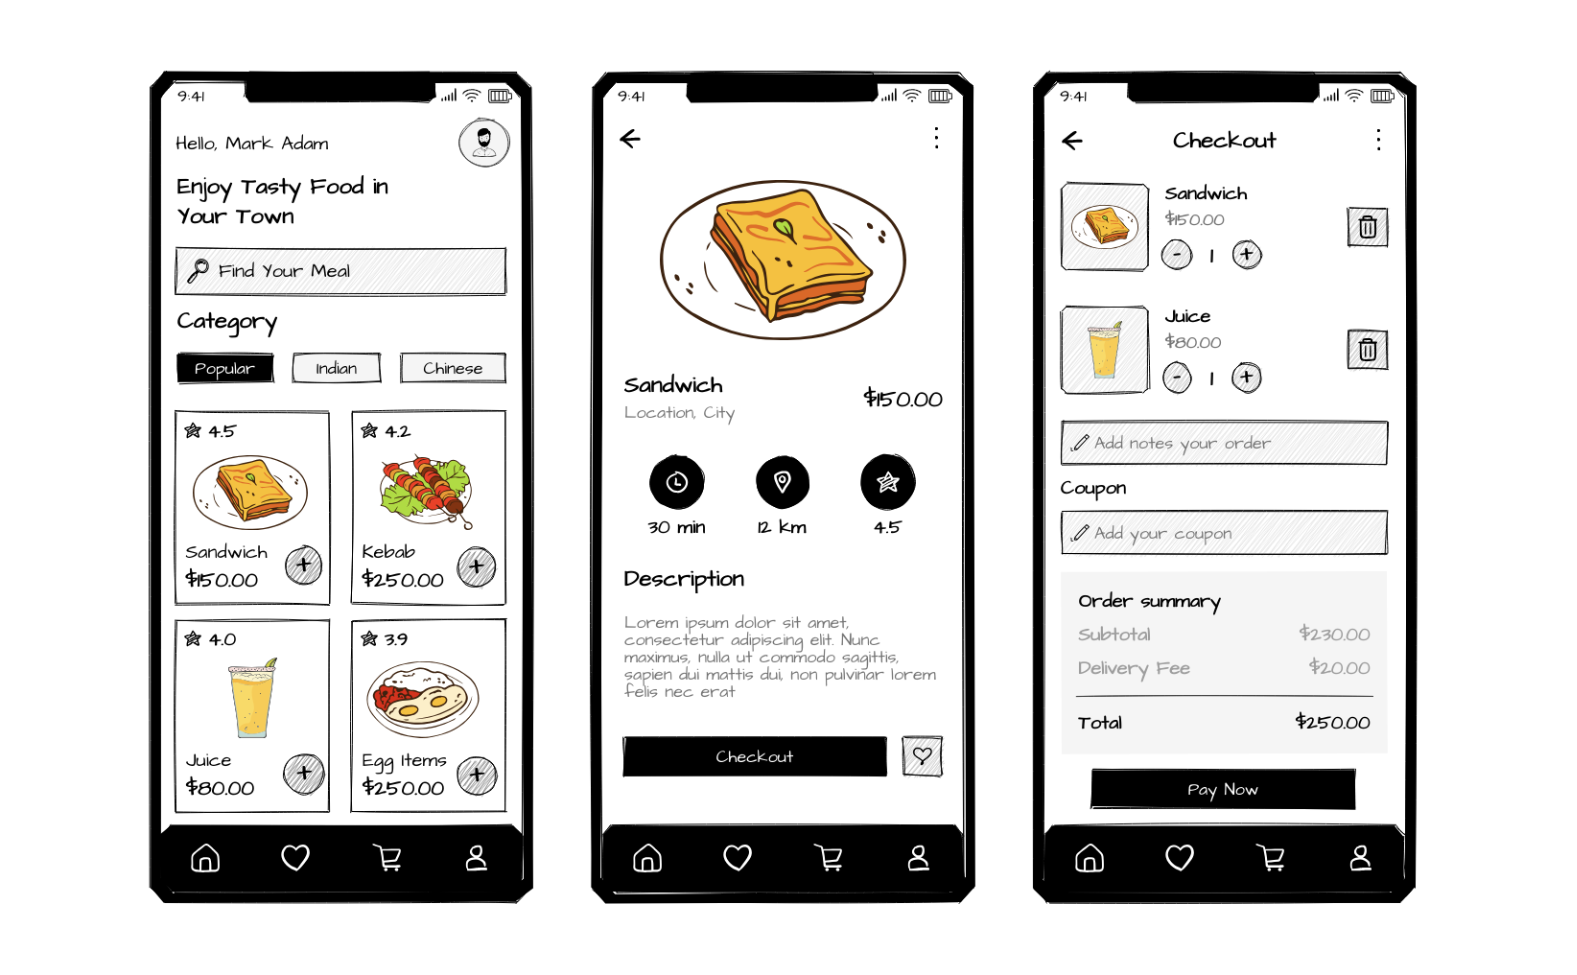 9:41
Hello, Mark Adam
Enjoy Tasty Food in
Your Town
Find Your Meal
Category
Popular
Indian
Chinese
4.5
Sandwich
$150.00
+
4.2
Kebab
$250.00
+
4.0
Juice
$80.00
+
3.9
Egg Items
$250.00
+
9:41
Sandwich
$150.00
Location, City
30 min
12 km
4.5
Description
Lorem ipsum dolor sit amet,
consectetur adipiscing elit. Nunc
maximus, nulla ut commodo sagittis,
sapien dui mattis dui, non pulvinar lorem
felis nec erat
Checkout
9:41
Checkout
Sandwich
$150.00
- 1 +
Juice
$80.00
- 1 +
Add notes your order
Coupon
Add your coupon
Order summary
Subtotal $230.00
Delivery Fee $20.00
Total $250.00
Pay Now